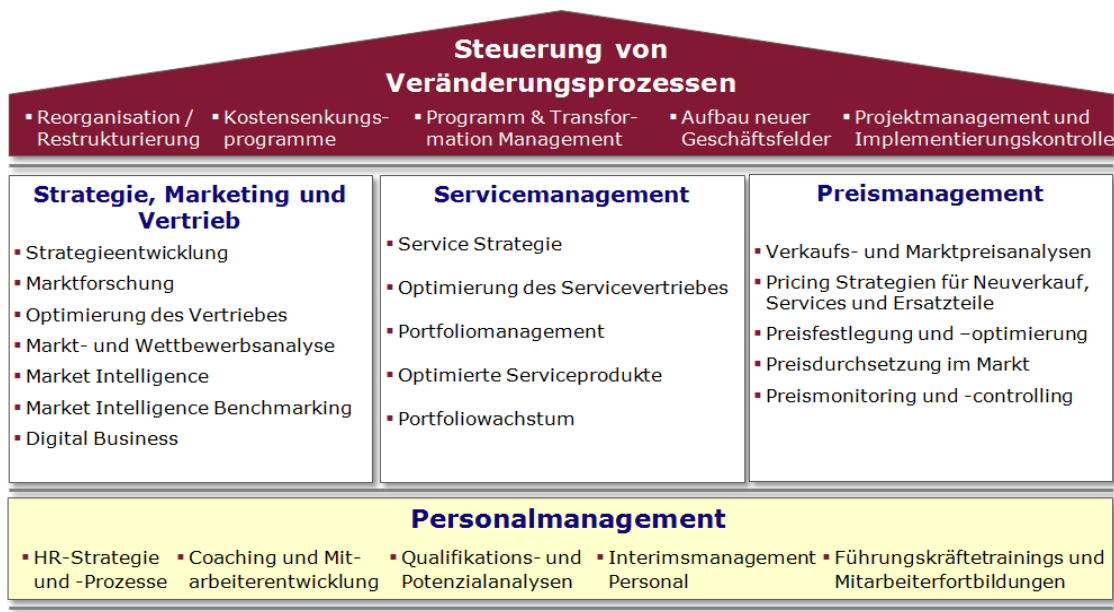 Steuerung von
Veränderungsprozessen
▪ Reorganisation /
Restrukturierung
▪ Kostensenkungs-
programme
▪ Programm & Transfor-
mation Management
▪ Aufbau neuer
Geschäftsfelder
▪ Projektmanagement und
Implementierungskontrolle
Strategie, Marketing und
Vertrieb
▪ Strategieentwicklung
▪ Marktforschung
▪ Optimierung des Vertriebes
▪ Markt- und Wettbewerbsanalyse
▪ Market Intelligence
▪ Market Intelligence Benchmarking
▪ Digital Business
Servicemanagement
▪ Service Strategie
▪ Optimierung des Servicevertriebes
▪ Portfoliomanagement
▪ Optimierte Serviceprodukte
▪ Portfoliowachstum
Preismanagement
▪ Verkaufs- und Marktpreisanalysen
▪ Pricing Strategien für Neuverkauf,
Services und Ersatzteile
▪ Preisfestlegung und –optimierung
▪ Preisdurchsetzung im Markt
▪ Preismonitoring und -controlling
Personalmanagement
▪ HR-Strategie
und -Prozesse
▪ Coaching und Mit-
arbeiterentwicklung
▪ Qualifikations- und
Potenzialanalysen
▪ Interimsmanagement
Personal
▪ Führungskräftetrainings und
Mitarbeiterfortbildungen